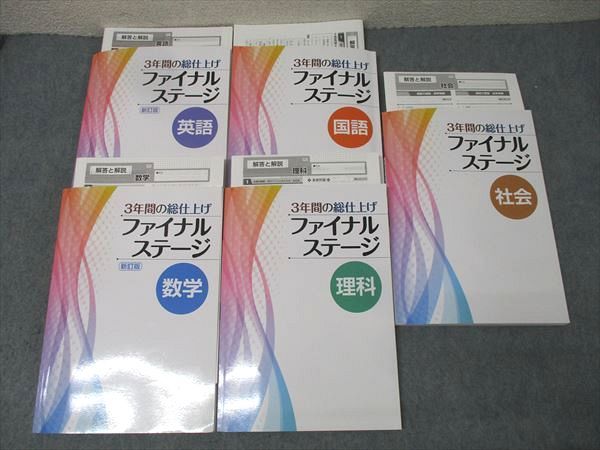 解答と解説
英語
3年間の総仕上げ
ファイナル
ステージ
新訂版
英語
3年間の総仕上げ
ファイナル
ステージ
国語
解答と解説
社会
3年間の総仕上げ
ファイナル
ステージ
社会
解答と解説
数学
3年間の総仕上げ
ファイナル
ステージ
新訂版
数学
解答と解説
理科
1
3年間の総仕上げ
ファイナル
ステージ
理科